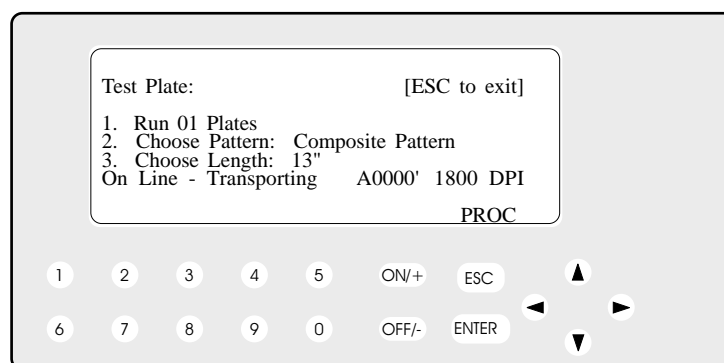 Test Plate: [ESC to exit]
1. Run 01 Plates
2. Choose Pattern: Composite Pattern
3. Choose Length: 13"
On Line - Transporting A0000' 1800 DPI
PROC
1 2 3 4 5 ON/+ ESC
6 7 8 9 0 OFF/- ENTER